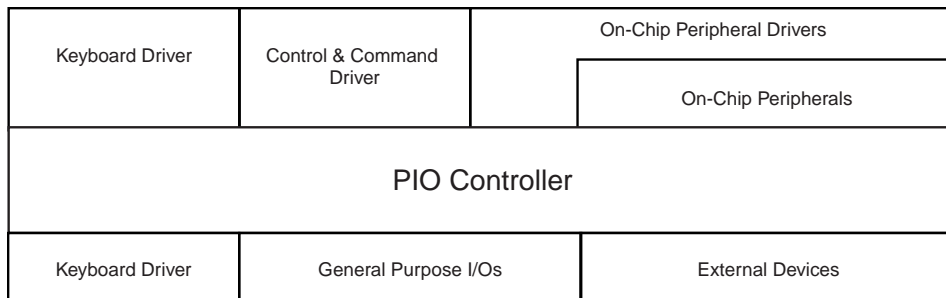 Keyboard Driver
Control & Command
Driver
On-Chip Peripheral Drivers
On-Chip Peripherals
PIO Controller
Keyboard Driver
General Purpose I/Os
External Devices